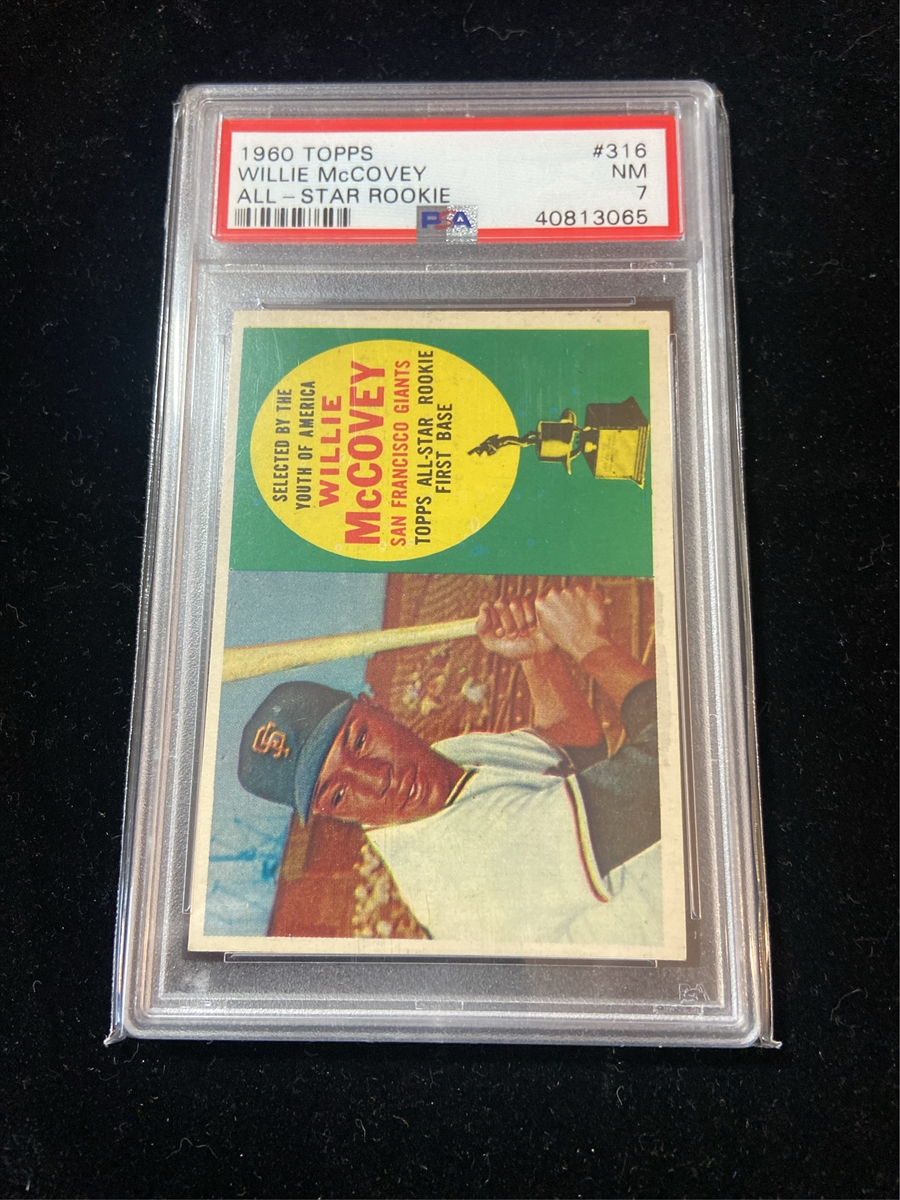 1960 TOPPS #316
WILLIE McCOVEY NM
ALL-STAR ROOKIE 7
PSA 40813065
SELECTED BY THE
YOUTH OF AMERICA
WILLIE
McCOVEY
SAN FRANCISCO GIANTS
TOPPS ALL-STAR ROOKIE
FIRST BASE
SF
PSA